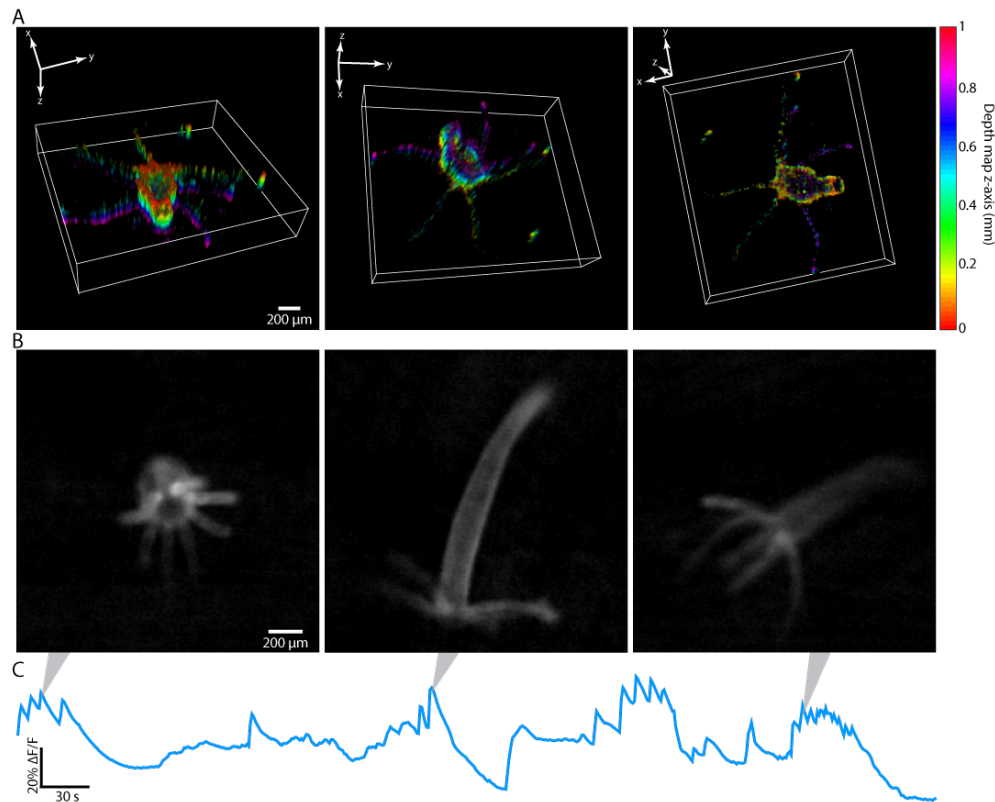 A
x
y
z
z
y
x
y
z
x
200 μm
1
0.8
0.6
0.4
0.2
0
Depth map z-axis (mm)
B
200 μm
C
20% ΔF/F
30 s